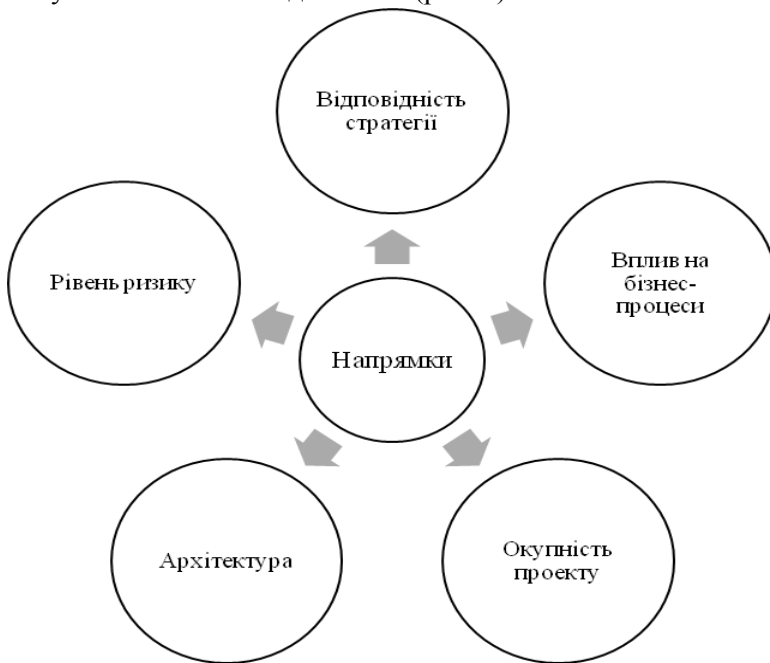 Відповідність
стратегії
Рівень ризику
Вплив на
бізнес-
процеси
Напрямки
Архітектура
Окупність
проекту